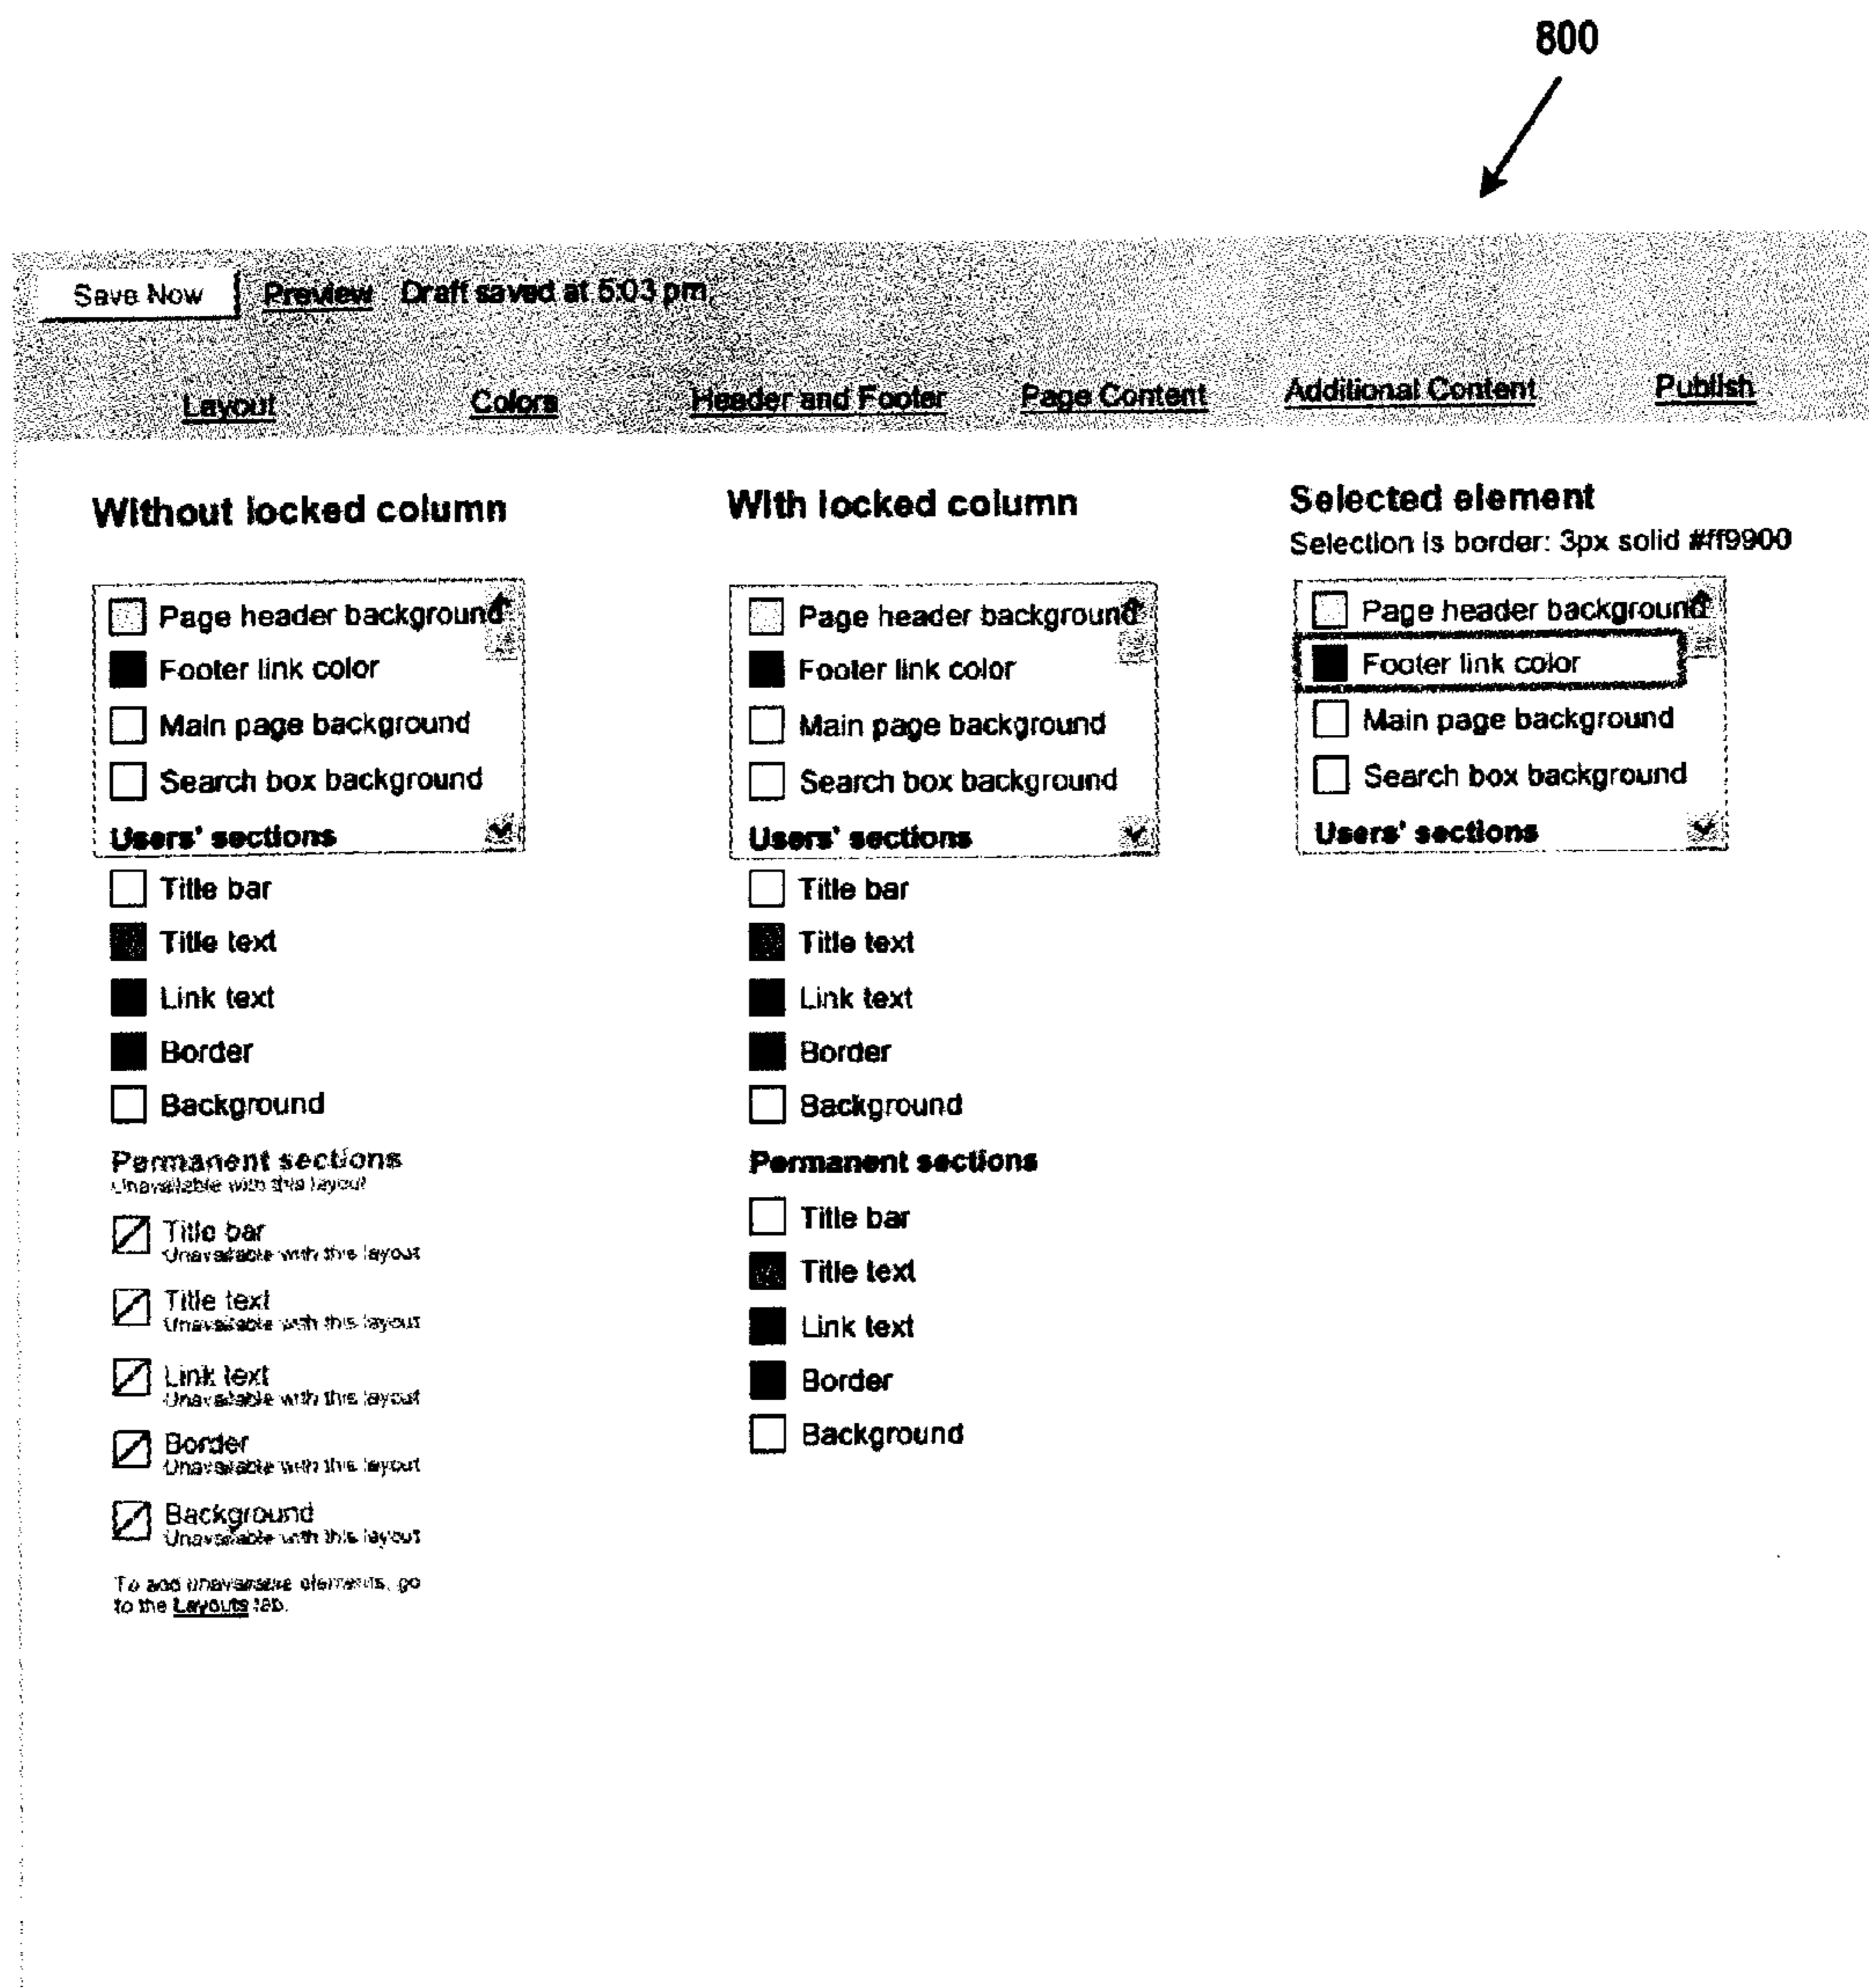 800
Save Now Preview Draft saved at 5:03 pm.
Layout Colors Header and Footer Page Content Additional Content Publish
Without locked column
Page header background
Footer link color
Main page background
Search box background
Users' sections
Title bar
Title text
Link text
Border
Background
Permanent sections
Unavailable with this layout
Title bar
Unavailable with this layout
Title text
Unavailable with this layout
Link text
Unavailable with this layout
Border
Unavailable with this layout
Background
Unavailable with this layout
To add unavailable elements, go
to the Layouts tab.
With locked column
Page header background
Footer link color
Main page background
Search box background
Users' sections
Title bar
Title text
Link text
Border
Background
Permanent sections
Title bar
Title text
Link text
Border
Background
Selected element
Selection is border: 3px solid #ff9900
Page header background
Footer link color
Main page background
Search box background
Users' sections